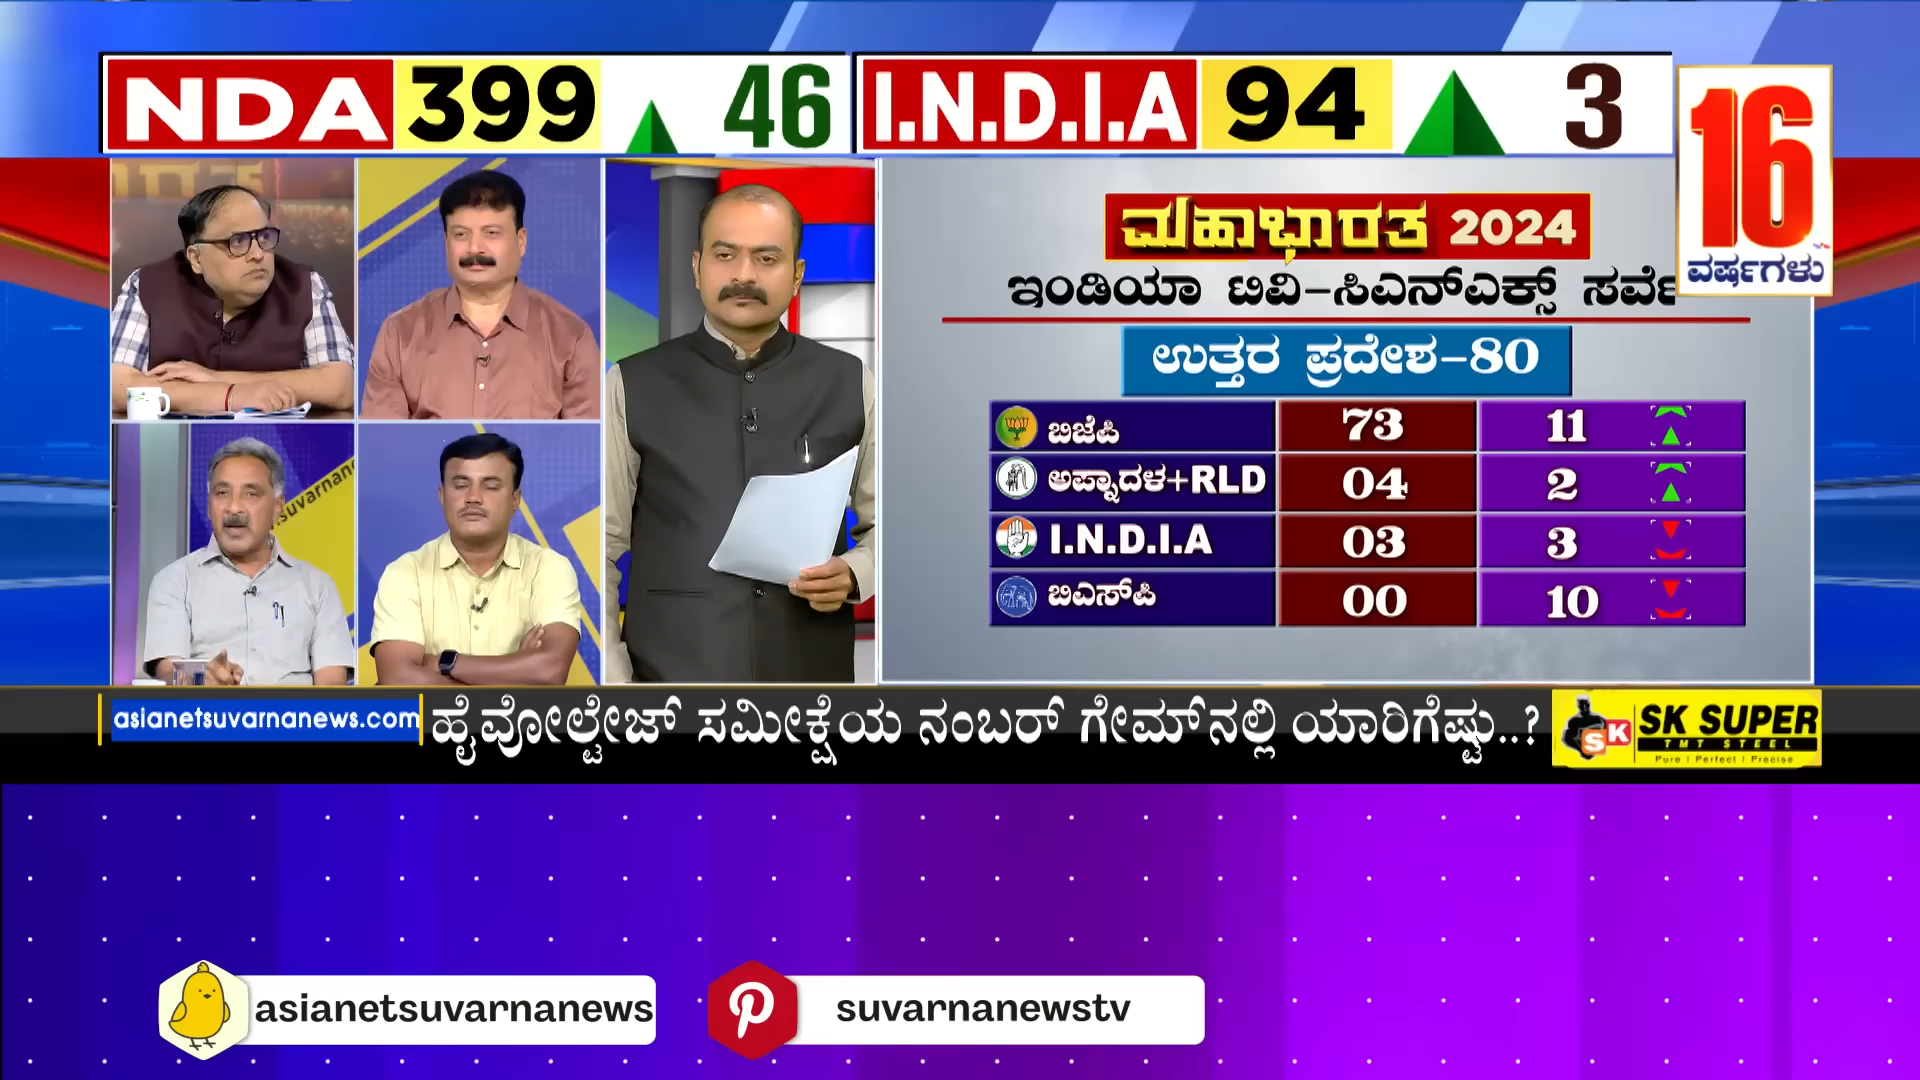 NDA 399 46 I.N.D.I.A 94 3
16
ವರ್ಷಗಳು
ಮಹಾಭಾರತ 2024
ಇಂಡಿಯಾ ಟಿವಿ-ಸಿಎನ್ಎಕ್ಸ್ ಸರ್ವೆ
ಉತ್ತರ ಪ್ರದೇಶ-80
ಬಿಜೆಪಿ 73 11
ಅಪ್ನಾದಳ+RLD 04 2
I.N.D.I.A 03 3
ಬಿಎಸ್‌ಪಿ 00 10
.suvarnanew
asianetsuvarnanews.com ಹೈವೋಲ್ಟೇಜ್ ಸಮೀಕ್ಷೆಯ ನಂಬರ್ ಗೇಮ್‌ನಲ್ಲಿ ಯಾರಿಗೆಷ್ಟು..?
SK SK SUPER
TMT STEEL
Pure | Perfect | Precise
asianetsuvarnanews suvarnanewstv